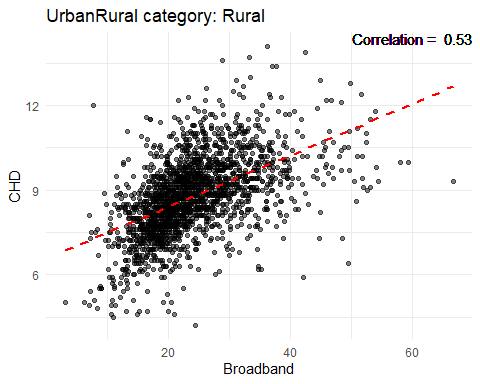 UrbanRural category: Rural
Correlation = 0.53
12
9
6
CHD
20
40
60
Broadband